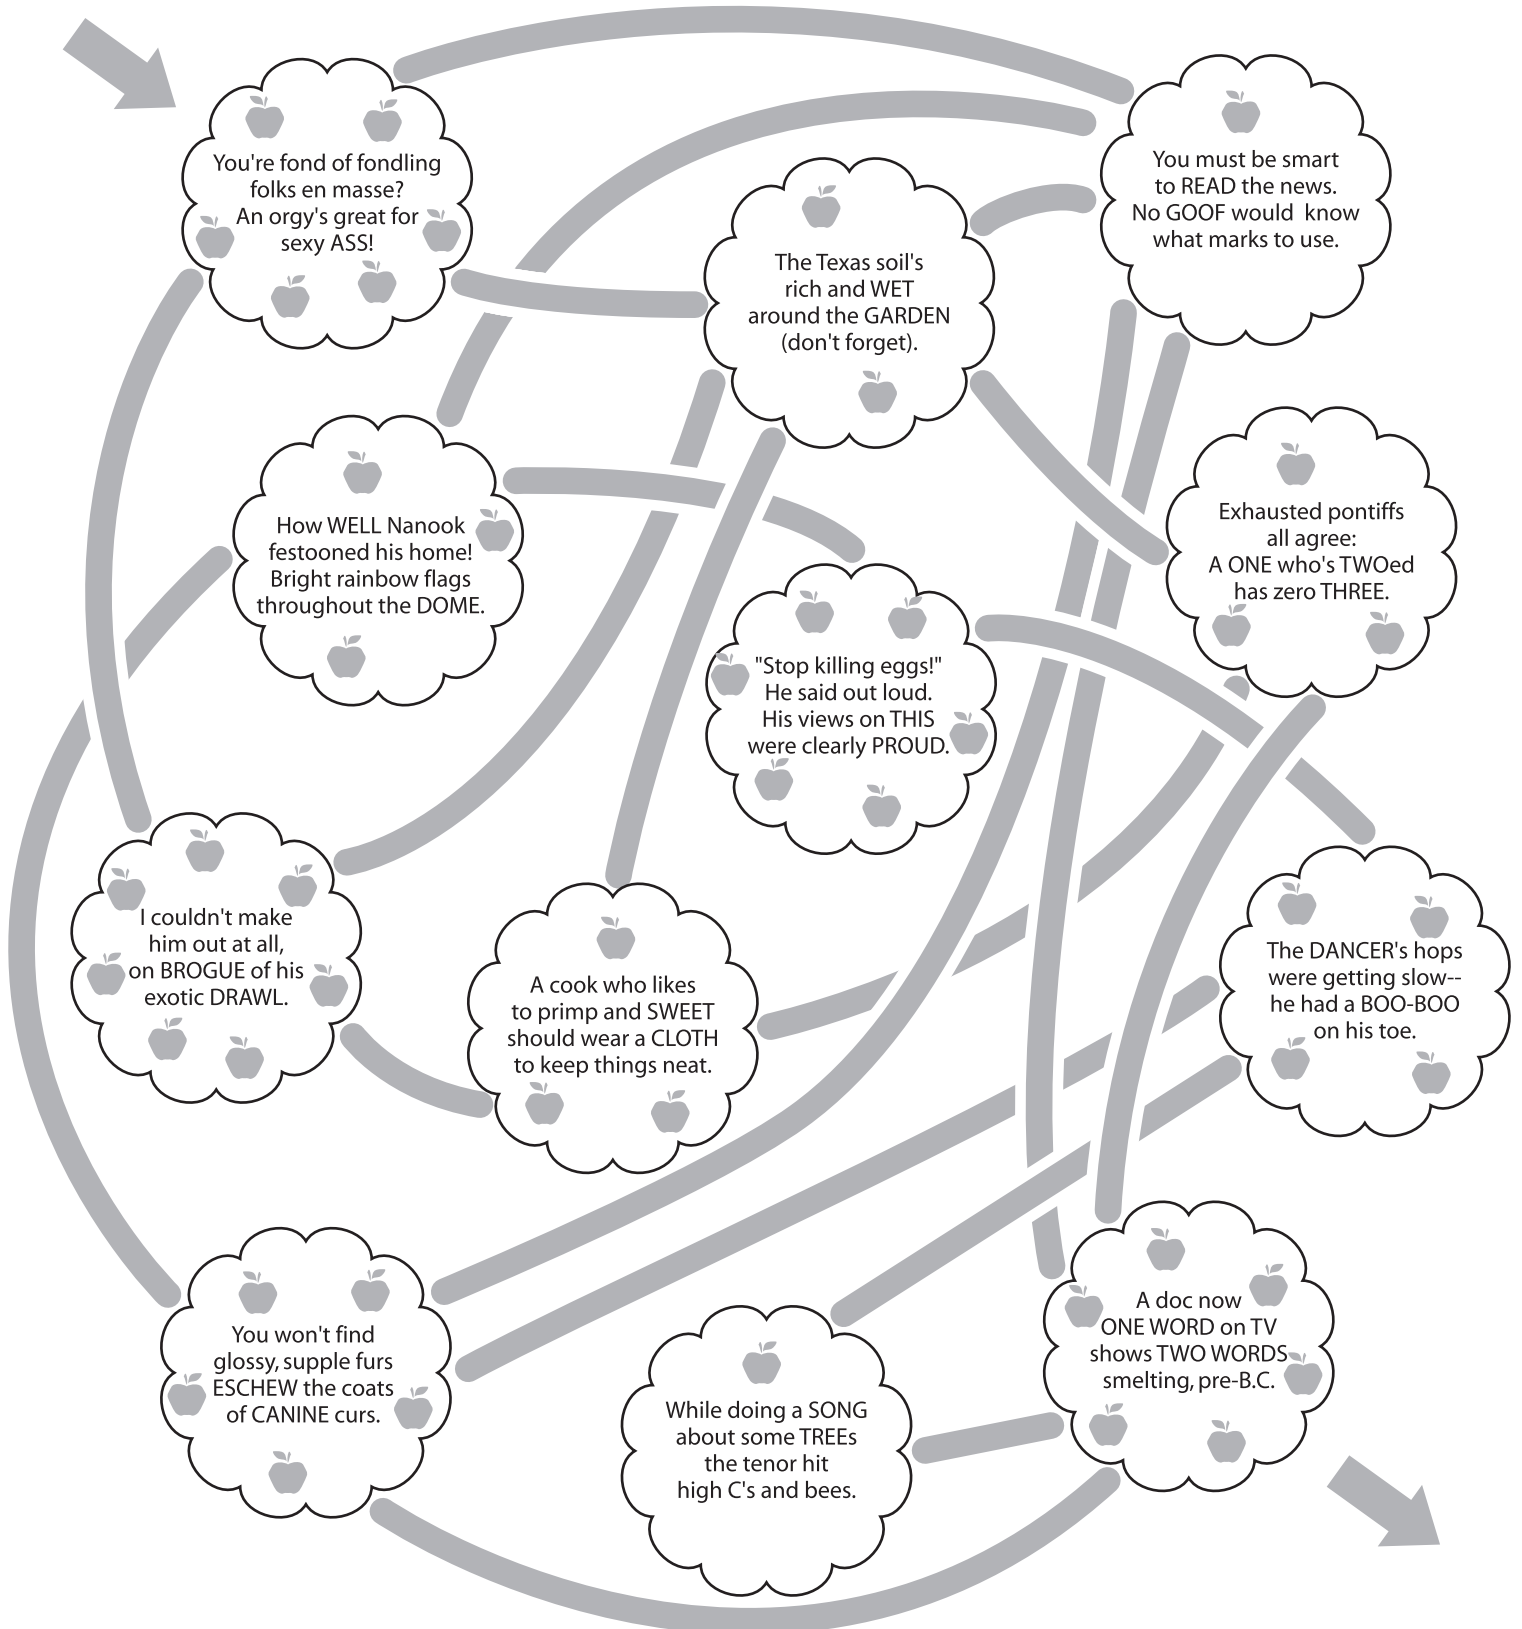 You're fond of fondling
folks en masse?
An orgy's great for
sexy ASS!
You must be smart
to READ the news.
No GOOF would know
what marks to use.
The Texas soil's
rich and WET
around the GARDEN
(don't forget).
How WELL Nanook
festooned his home!
Bright rainbow flags
throughout the DOME.
Exhausted pontiffs
all agree:
A ONE who's TWOed
has zero THREE.
"Stop killing eggs!"
He said out loud.
His views on THIS
were clearly PROUD.
I couldn't make
him out at all,
on BROGUE of his
exotic DRAWL.
A cook who likes
to primp and SWEET
should wear a CLOTH
to keep things neat.
The DANCER's hops
were getting slow--
he had a BOO-BOO
on his toe.
You won't find
glossy, supple furs
ESCHEW the coats
of CANINE curs.
While doing a SONG
about some TREEs
the tenor hit
high C's and bees.
A doc now
ONE WORD on TV
shows TWO WORDS
smelting, pre-B.C.